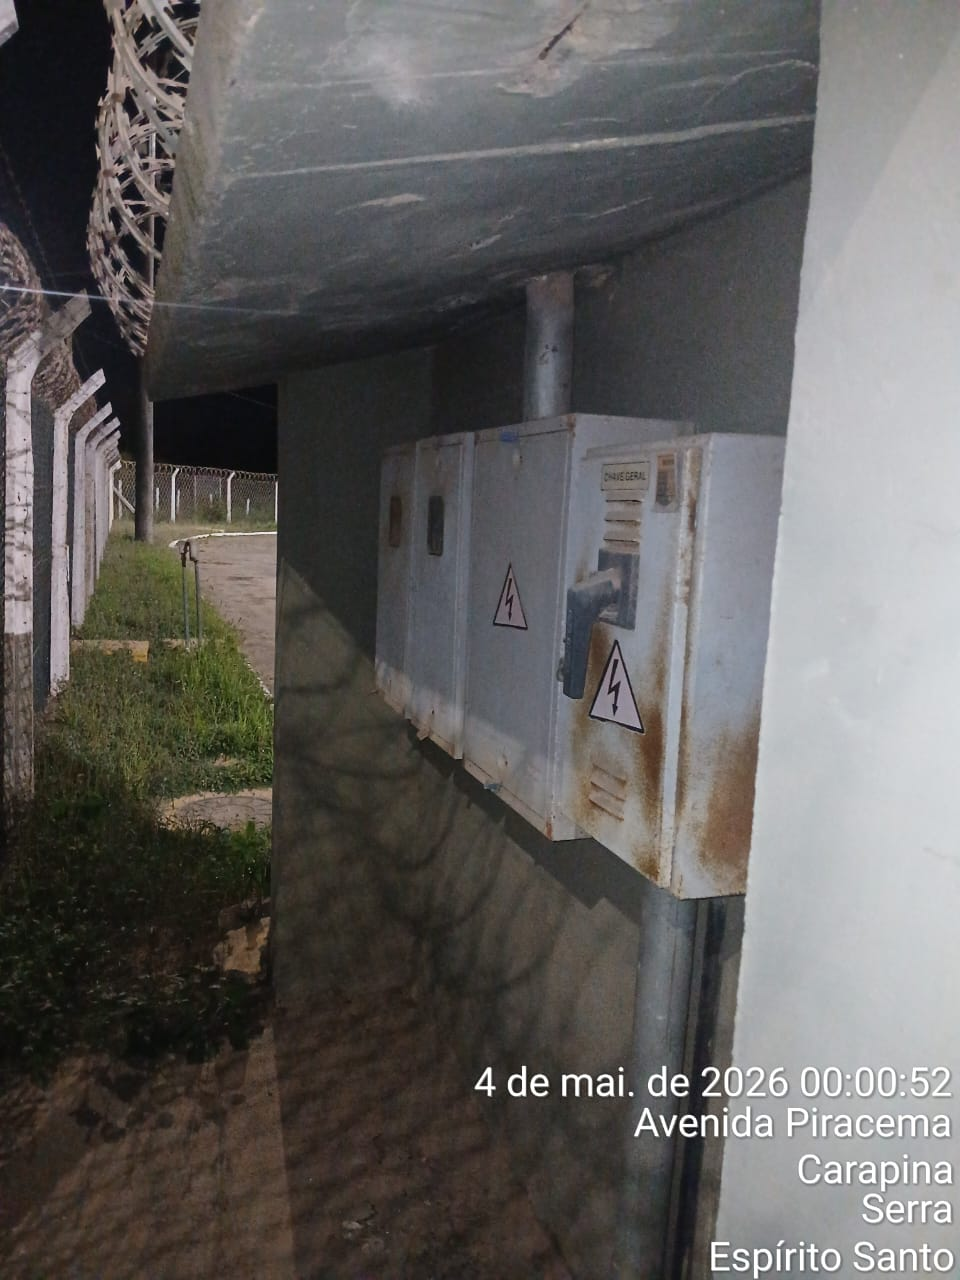 CHAVE GERAL
4 de mai. de 2026 00:00:52
Avenida Piracema
Carapina
Serra
Espírito Santo